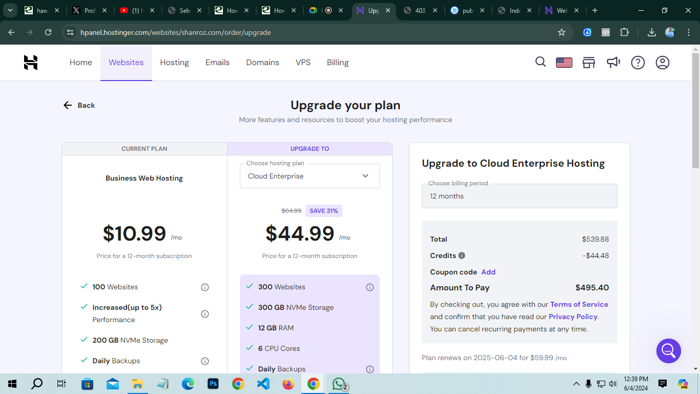 hav
Prof
(1)
Sele
How
How
Upg
403
pub
Inde
Web
hpanel.hostinger.com/websites/shanroz.com/order/upgrade
Home
Websites
Hosting
Emails
Domains
VPS
Billing
Back
Upgrade your plan
More features and resources to boost your hosting performance
CURRENT PLAN
UPGRADE TO
Business Web Hosting
Choose hosting plan
Cloud Enterprise
$64.99 SAVE 31%
$10.99 /mo
$44.99 /mo
Price for a 12-month subscription
Price for a 12-month subscription
100 Websites
Increased(up to 5x)
Performance
200 GB NVMe Storage
Daily Backups
300 Websites
300 GB NVMe Storage
12 GB RAM
6 CPU Cores
Daily Backups
Upgrade to Cloud Enterprise Hosting
Choose billing period
12 months
Total $539.88
Credits -$44.48
Coupon code Add
Amount To Pay $495.40
By checking out, you agree with our Terms of Service
and confirm that you have read our Privacy Policy.
You can cancel recurring payments at any time.
Plan renews on 2025-06-04 for $59.99 /mo
12:39 PM
6/4/2024